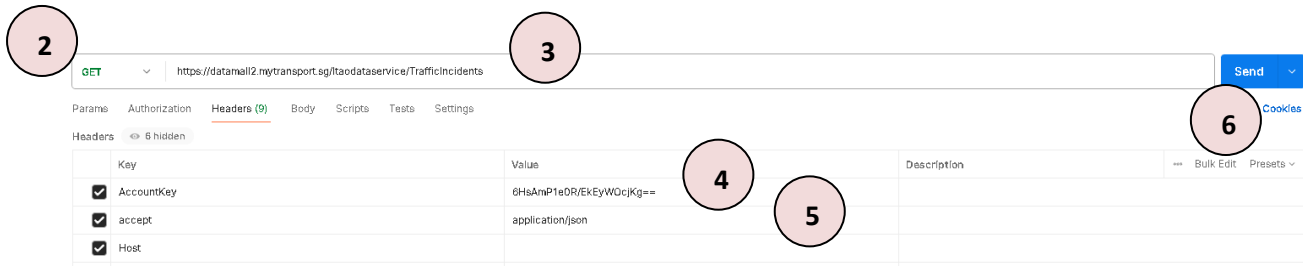 2
3
GET https://datamall2.mytransport.sg/ltaodataservice/TrafficIncidents Send
Params Authorization Headers (9) Body Scripts Tests Settings Cookies
6
Headers 6 hidden
Key Value Description ••• Bulk Edit Presets
4
AccountKey 6HsAmP1e0R/EkEyWOcjKg==
5
accept application/json
Host